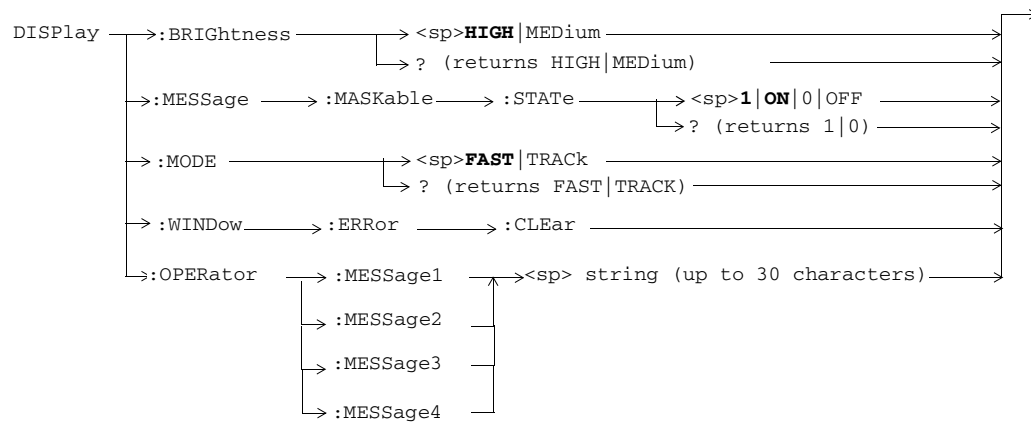 DISPlay :BRIGhtness <sp>HIGH|MEDium
? (returns HIGH|MEDium)
:MESSage :MASKable :STATe <sp>1|ON|0|OFF
? (returns 1|0)
:MODE <sp>FAST|TRACk
? (returns FAST|TRACK)
:WINDow :ERRor :CLEar
:OPERator :MESSage1 <sp> string (up to 30 characters)
:MESSage2
:MESSage3
:MESSage4